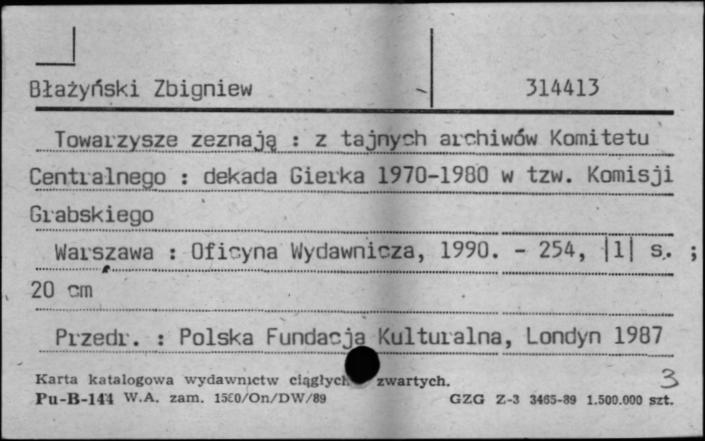 Błażyński Zbigniew 314413
Towarzysze zeznają : z tajnych archiwów Komitetu
Centralnego : dekada Gierka 1970-1980 w tzw. Komisji
Grabskiego
Warszawa : Oficyna Wydawnicza, 1990. - 254, |1| s. ;
20 cm
Przedr. : Polska Fundacja Kulturalna, Londyn 1987
3
Karta katalogowa wydawnictw ciągłych zwartych.
Pu-B-144 W.A. zam. /On/DW/89 GZG Z-3 3465-89 1.500.000 szt.